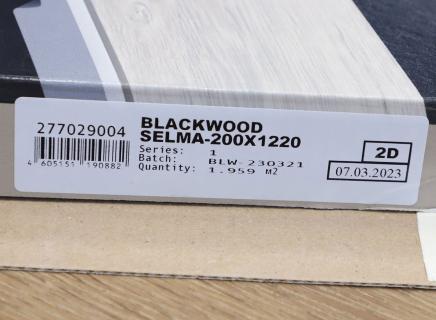 277029004
4 605151 190882
BLACKWOOD
SELMA-200X1220
Series: 1
Batch: BLW-230321
Quantity: 1.959 м2
2D
07.03.2023